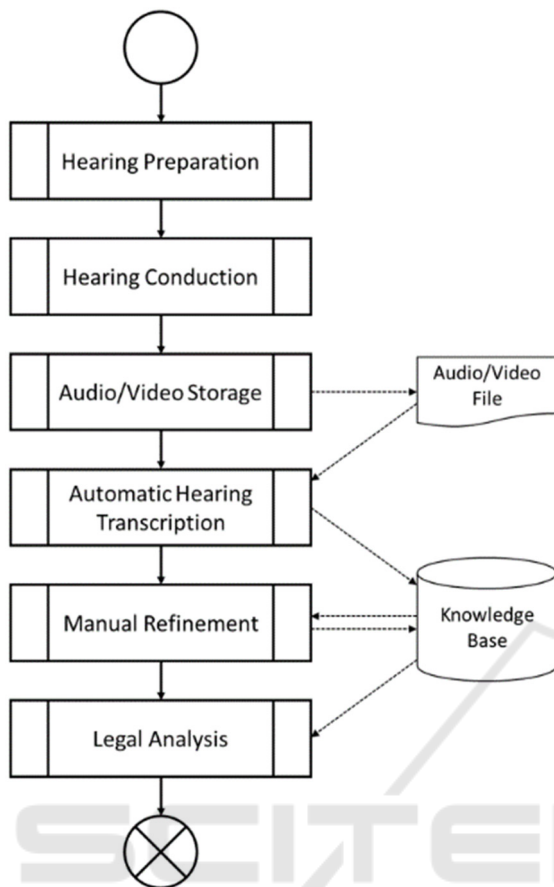 Hearing Preparation
Hearing Conduction
Audio/Video Storage
Audio/Video
File
Automatic Hearing
Transcription
Manual Refinement
Knowledge
Base
Legal Analysis
SCITE